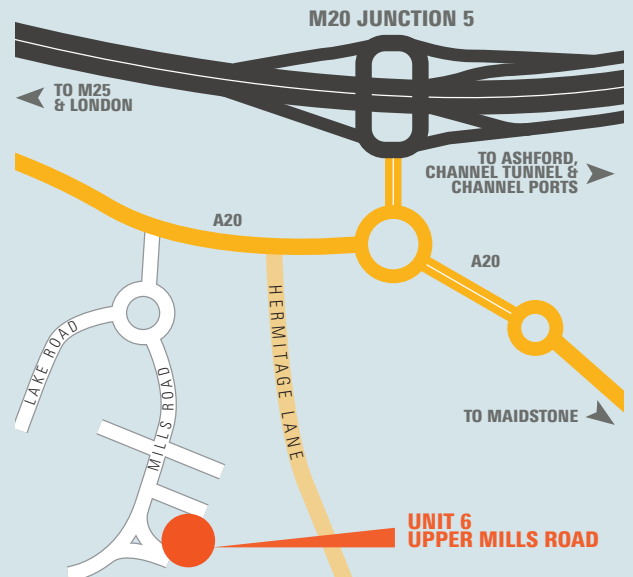 M20 JUNCTION 5
TO M25
& LONDON
TO ASHFORD,
CHANNEL TUNNEL &
CHANNEL PORTS
A20
A20
HERMITAGE LANE
LAKE ROAD
MILLS ROAD
TO MAIDSTONE
UNIT 6
UPPER MILLS ROAD